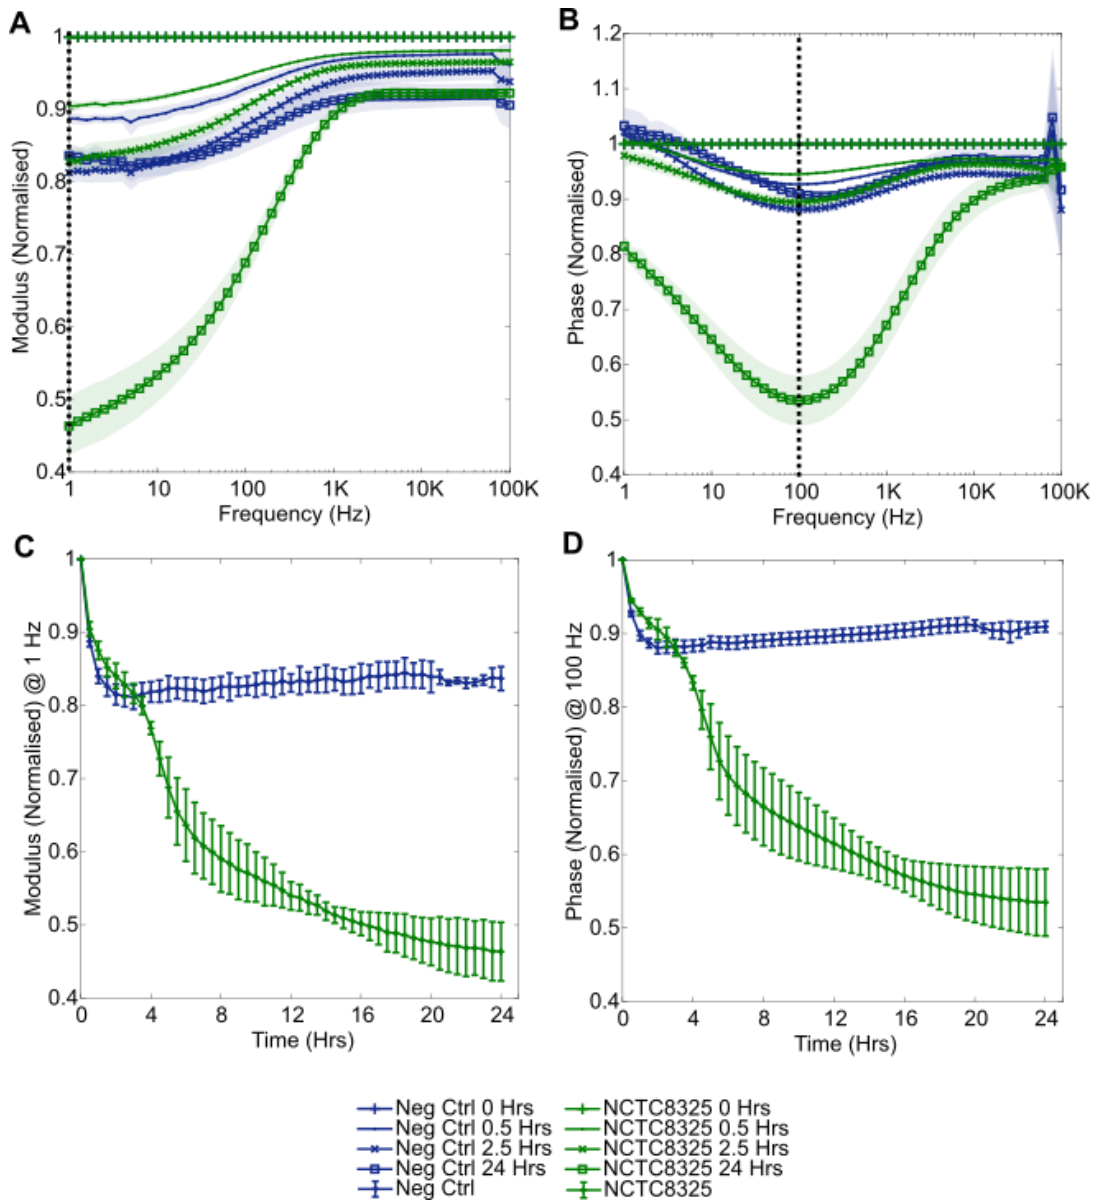 A
Modulus (Normalised)
1
0.9
0.8
0.7
0.6
0.5
0.4
1 10 100 1K 10K 100K
Frequency (Hz)
B
Phase (Normalised)
1.2
1.1
1
0.9
0.8
0.7
0.6
0.5
0.4
1 10 100 1K 10K 100K
Frequency (Hz)
C
Modulus (Normalised) @ 1 Hz
1
0.9
0.8
0.7
0.6
0.5
0.4
0 4 8 12 16 20 24
Time (Hrs)
D
Phase (Normalised) @ 100 Hz
1
0.9
0.8
0.7
0.6
0.5
0.4
0 4 8 12 16 20 24
Time (Hrs)
Neg Ctrl 0 Hrs NCTC8325 0 Hrs
Neg Ctrl 0.5 Hrs NCTC8325 0.5 Hrs
Neg Ctrl 2.5 Hrs NCTC8325 2.5 Hrs
Neg Ctrl 24 Hrs NCTC8325 24 Hrs
Neg Ctrl NCTC8325